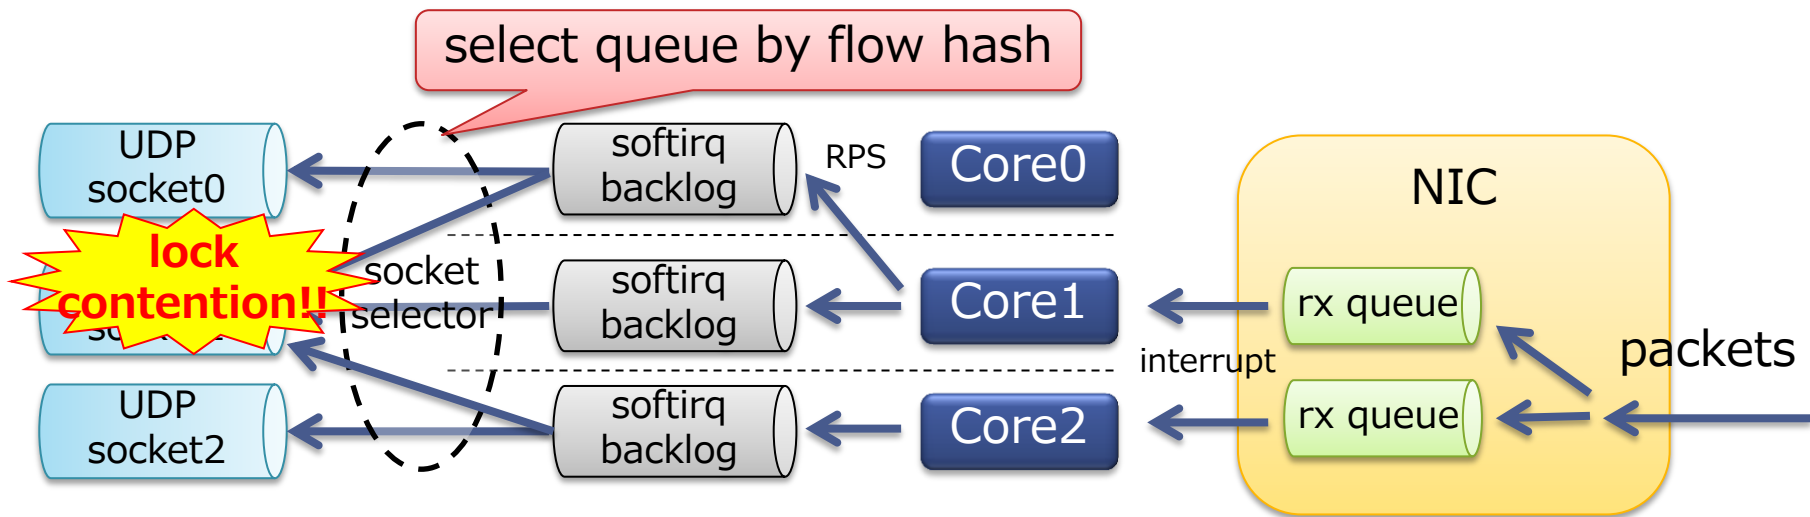 select queue by flow hash
UDP
socket0
softirq
backlog
RPS
Core0
NIC
lock
contention!!
socket
selector
softirq
backlog
Core1
rx queue
interrupt
packets
UDP
socket2
softirq
backlog
Core2
rx queue